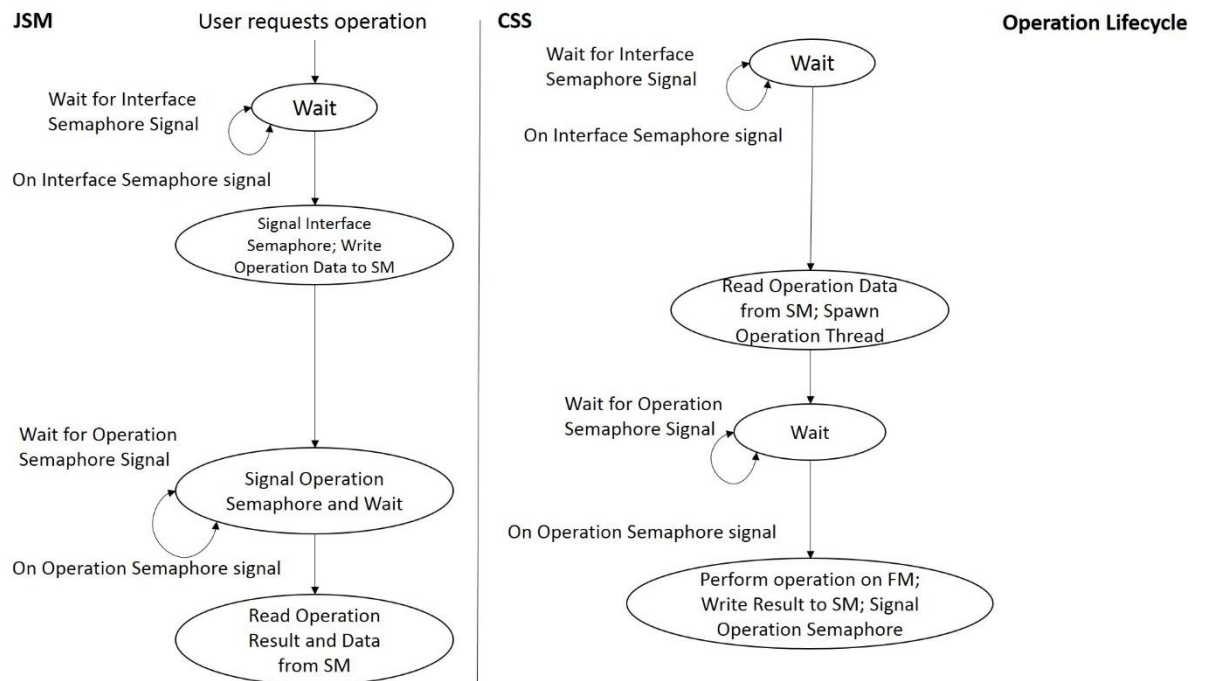 JSM
User requests operation
Wait for Interface
Semaphore Signal
Wait
On Interface Semaphore signal
Signal Interface
Semaphore; Write
Operation Data to SM
Wait for Operation
Semaphore Signal
Signal Operation
Semaphore and Wait
On Operation Semaphore signal
Read Operation
Result and Data
from SM
CSS
Operation Lifecycle
Wait for Interface
Semaphore Signal
Wait
On Interface Semaphore signal
Read Operation Data
from SM; Spawn
Operation Thread
Wait for Operation
Semaphore Signal
Wait
On Operation Semaphore signal
Perform operation on FM;
Write Result to SM; Signal
Operation Semaphore